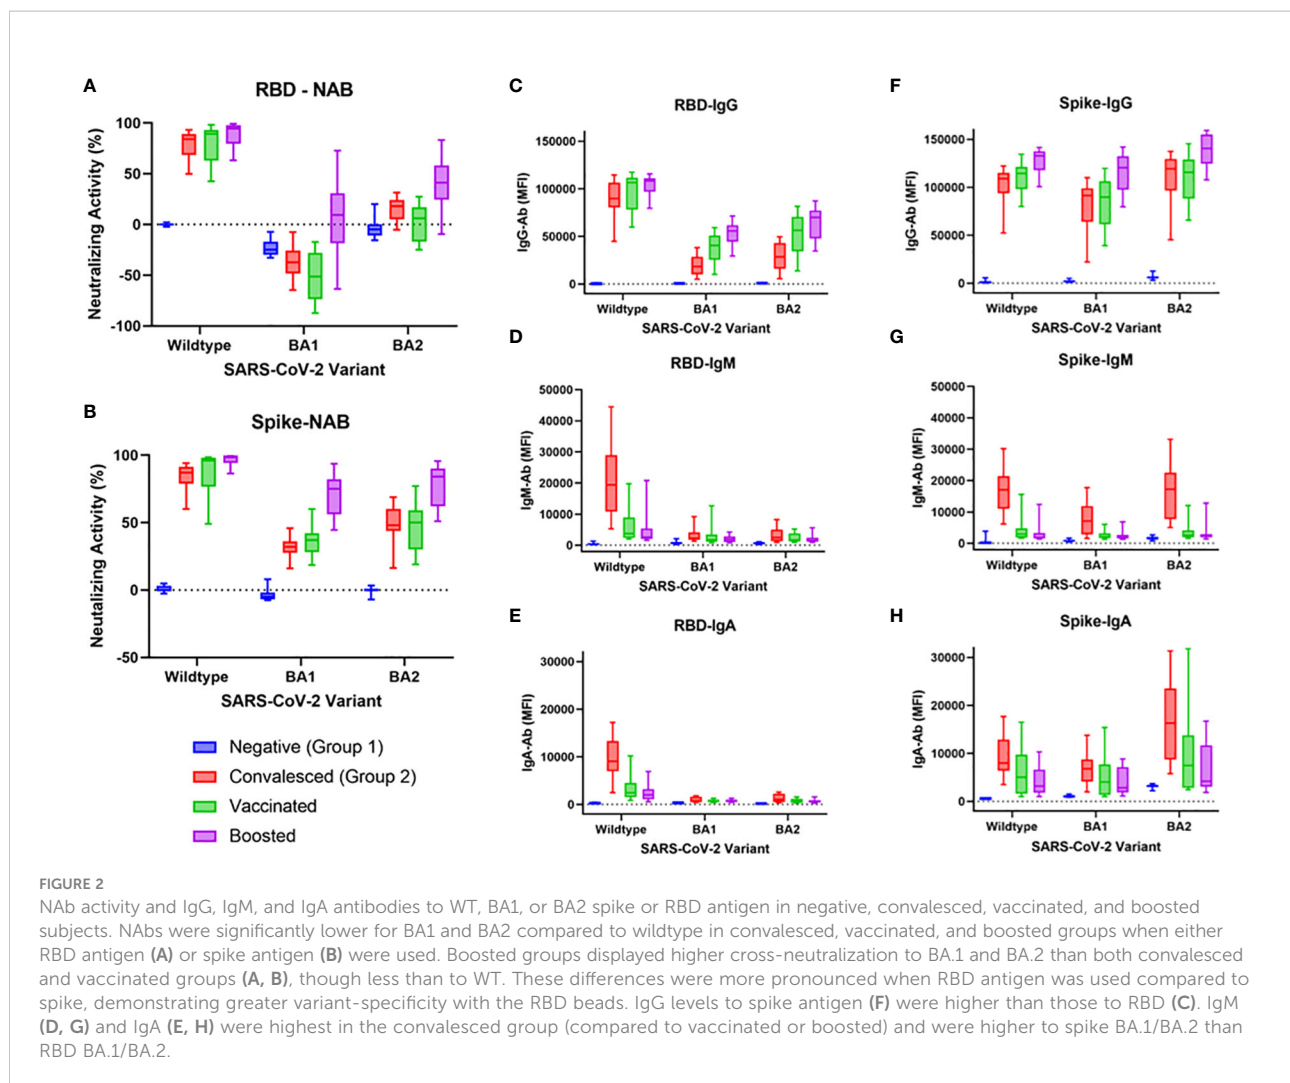 A
RBD - NAB
Neutralizing Activity (%)
100
50
0
-50
-100
Wildtype
BA1
BA2
SARS-CoV-2 Variant
B
Spike-NAB
Neutalizing Activity (%)
100
50
0
-50
Wildtype
BA1
BA2
SARS-CoV-2 Variant
Negative (Group 1)
Convalesced (Group 2)
Vaccinated
Boosted
C
RBD-IgG
IgG-Ab (MFI)
150000
100000
50000
0
Wildtype
BA1
BA2
SARS-CoV-2 Variant
D
RBD-IgM
IgM-Ab (MFI)
50000
40000
30000
20000
10000
0
Wildtype
BA1
BA2
SARS-CoV-2 Variant
E
RBD-IgA
IgA-Ab (MFI)
30000
20000
10000
0
Wildtype
BA1
BA2
SARS-CoV-2 Variant
F
Spike-IgG
IgG-Ab (MFI)
150000
100000
50000
0
Wildtype
BA1
BA2
SARS-CoV-2 Variant
G
Spike-IgM
IgM-Ab (MFI)
50000
40000
30000
20000
10000
0
Wildtype
BA1
BA2
SARS-CoV-2 Variant
H
Spike-IgA
IgA-Ab (MFI)
30000
20000
10000
0
Wildtype
BA1
BA2
SARS-CoV-2 Variant
FIGURE 2
NAb activity and IgG, IgM, and IgA antibodies to WT, BA1, or BA2 spike or RBD antigen in negative, convalesced, vaccinated, and boosted
subjects. NAbs were significantly lower for BA1 and BA2 compared to wildtype in convalesced, vaccinated, and boosted groups when either
RBD antigen (A) or spike antigen (B) were used. Boosted groups displayed higher cross-neutralization to BA.1 and BA.2 than both convalesced
and vaccinated groups (A, B), though less than to WT. These differences were more pronounced when RBD antigen was used compared to
spike, demonstrating greater variant-specificity with the RBD beads. IgG levels to spike antigen (F) were higher than those to RBD (C). IgM
(D, G) and IgA (E, H) were highest in the convalesced group (compared to vaccinated or boosted) and were higher to spike BA.1/BA.2 than
RBD BA.1/BA.2.